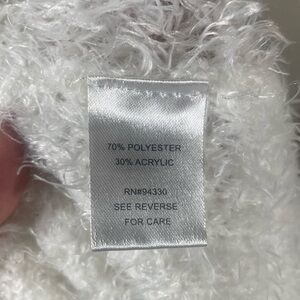 70% POLYESTER
30% ACRYLIC
RN#94330
SEE REVERSE
FOR CARE